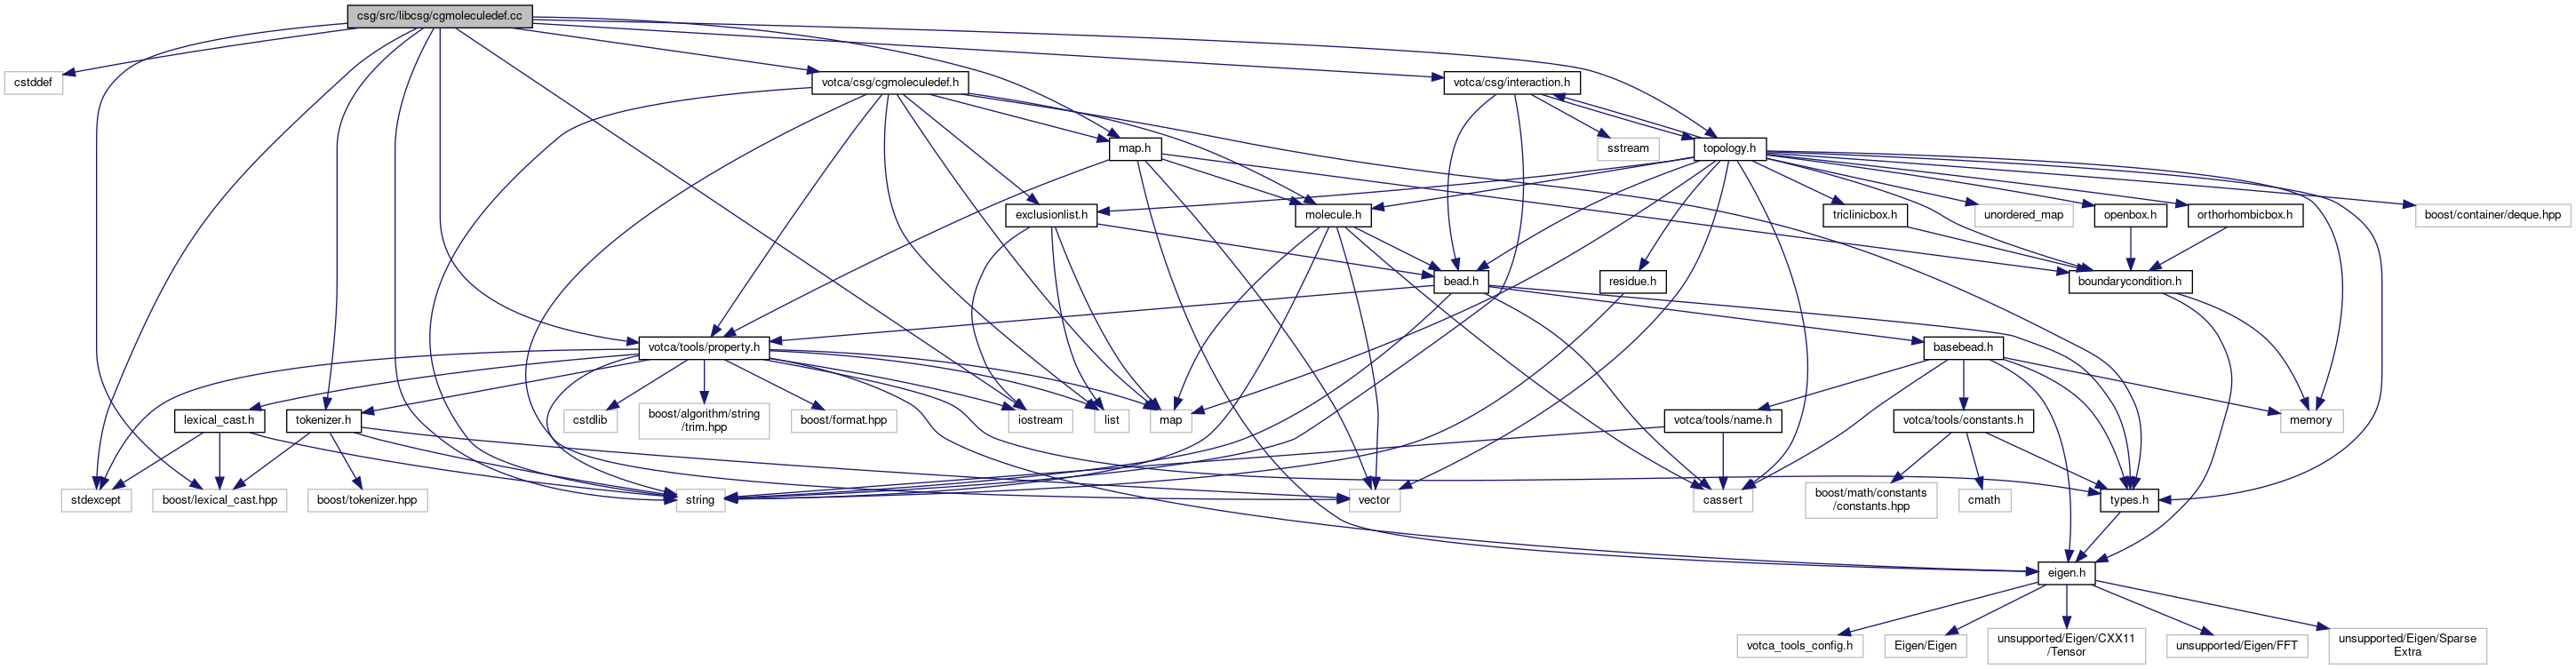 csg/src/libcsg/cgmoleculedef.cc
cstddef
votca/csg/cgmoleculedef.h
votca/csg/interaction.h
map.h
sstream
topology.h
exclusionlist.h
molecule.h
triclinicbox.h
unordered_map
openbox.h
orthorhombicbox.h
boost/container/deque.hpp
bead.h
residue.h
boundarycondition.h
votca/tools/property.h
basebead.h
lexical_cast.h
tokenizer.h
cstdlib
boost/algorithm/string
/trim.hpp
boost/format.hpp
iostream
list
map
votca/tools/name.h
votca/tools/constants.h
memory
stdexcept
boost/lexical_cast.hpp
boost/tokenizer.hpp
string
vector
cassert
boost/math/constants
/constants.hpp
cmath
types.h
eigen.h
votca_tools_config.h
Eigen/Eigen
unsupported/Eigen/CXX11
/Tensor
unsupported/Eigen/FFT
unsupported/Eigen/Sparse
Extra